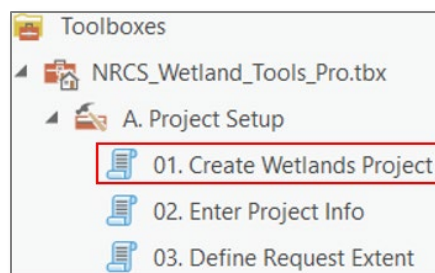 Toolboxes
NRCS_Wetland_Tools_Pro.tbx
A. Project Setup
01. Create Wetlands Project
02. Enter Project Info
03. Define Request Extent